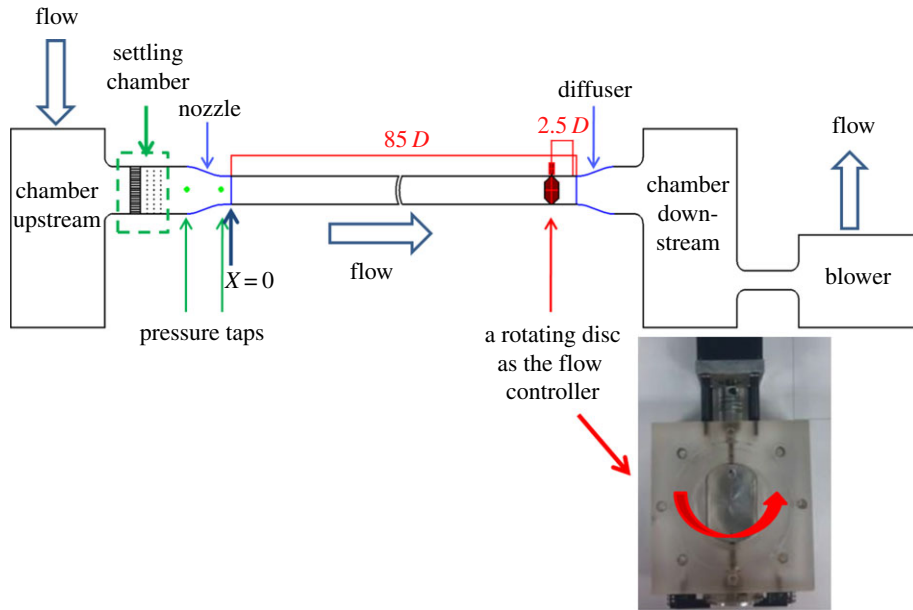 flow
settling
chamber
nozzle
85 D
2.5 D
diffuser
flow
chamber
upstream
chamber
down-
stream
X = 0
flow
blower
pressure taps
a rotating disc
as the flow
controller